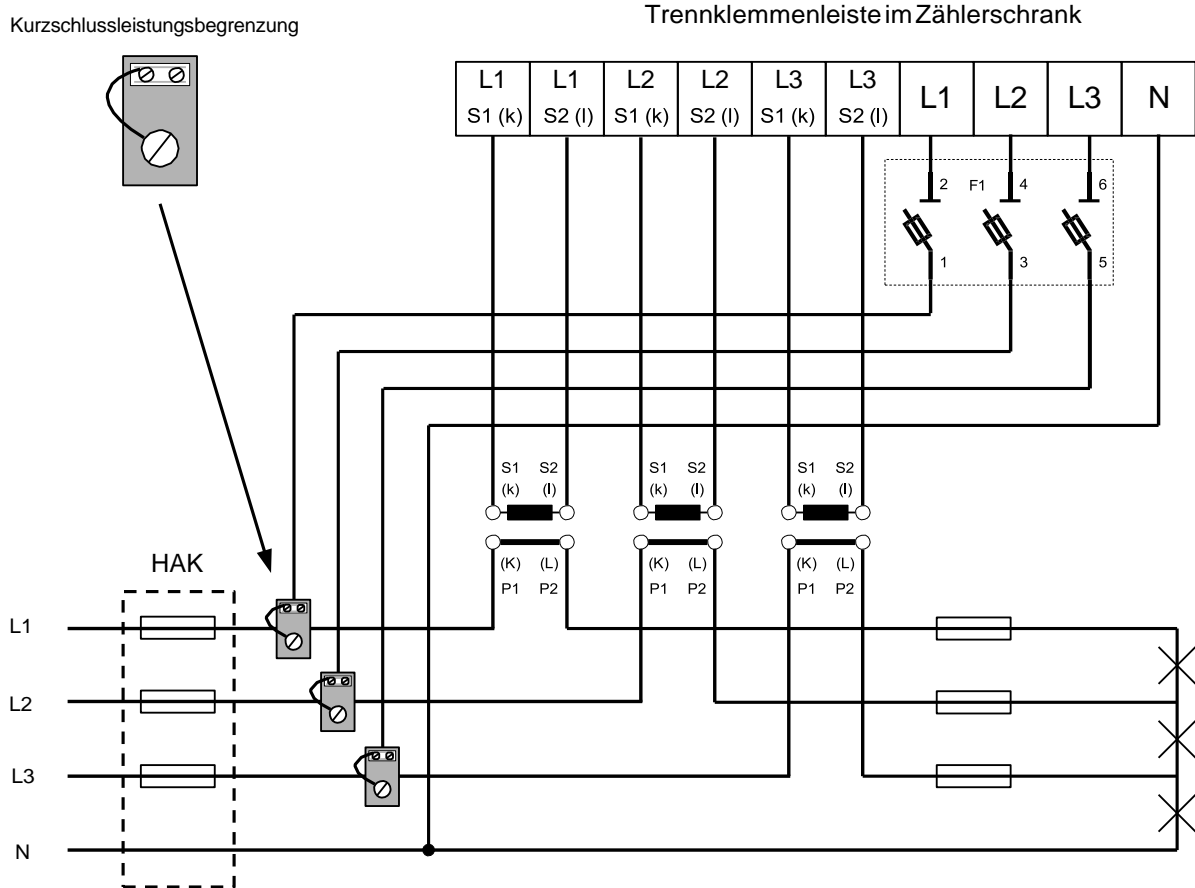 Kurzschlussleistungsbegrenzung
Trennklemmenleiste im Zählerschrank
L1 L1 L2 L2 L3 L3 L1 L2 L3 N
S1 (k) S2 (l) S1 (k) S2 (l) S1 (k) S2 (l)
2 F1 4 6
1 3 5
S1 S2 S1 S2 S1 S2
(k) (l) (k) (l) (k) (l)
HAK
(K) (L) (K) (L) (K) (L)
P1 P2 P1 P2 P1 P2
L1
L2
L3
N